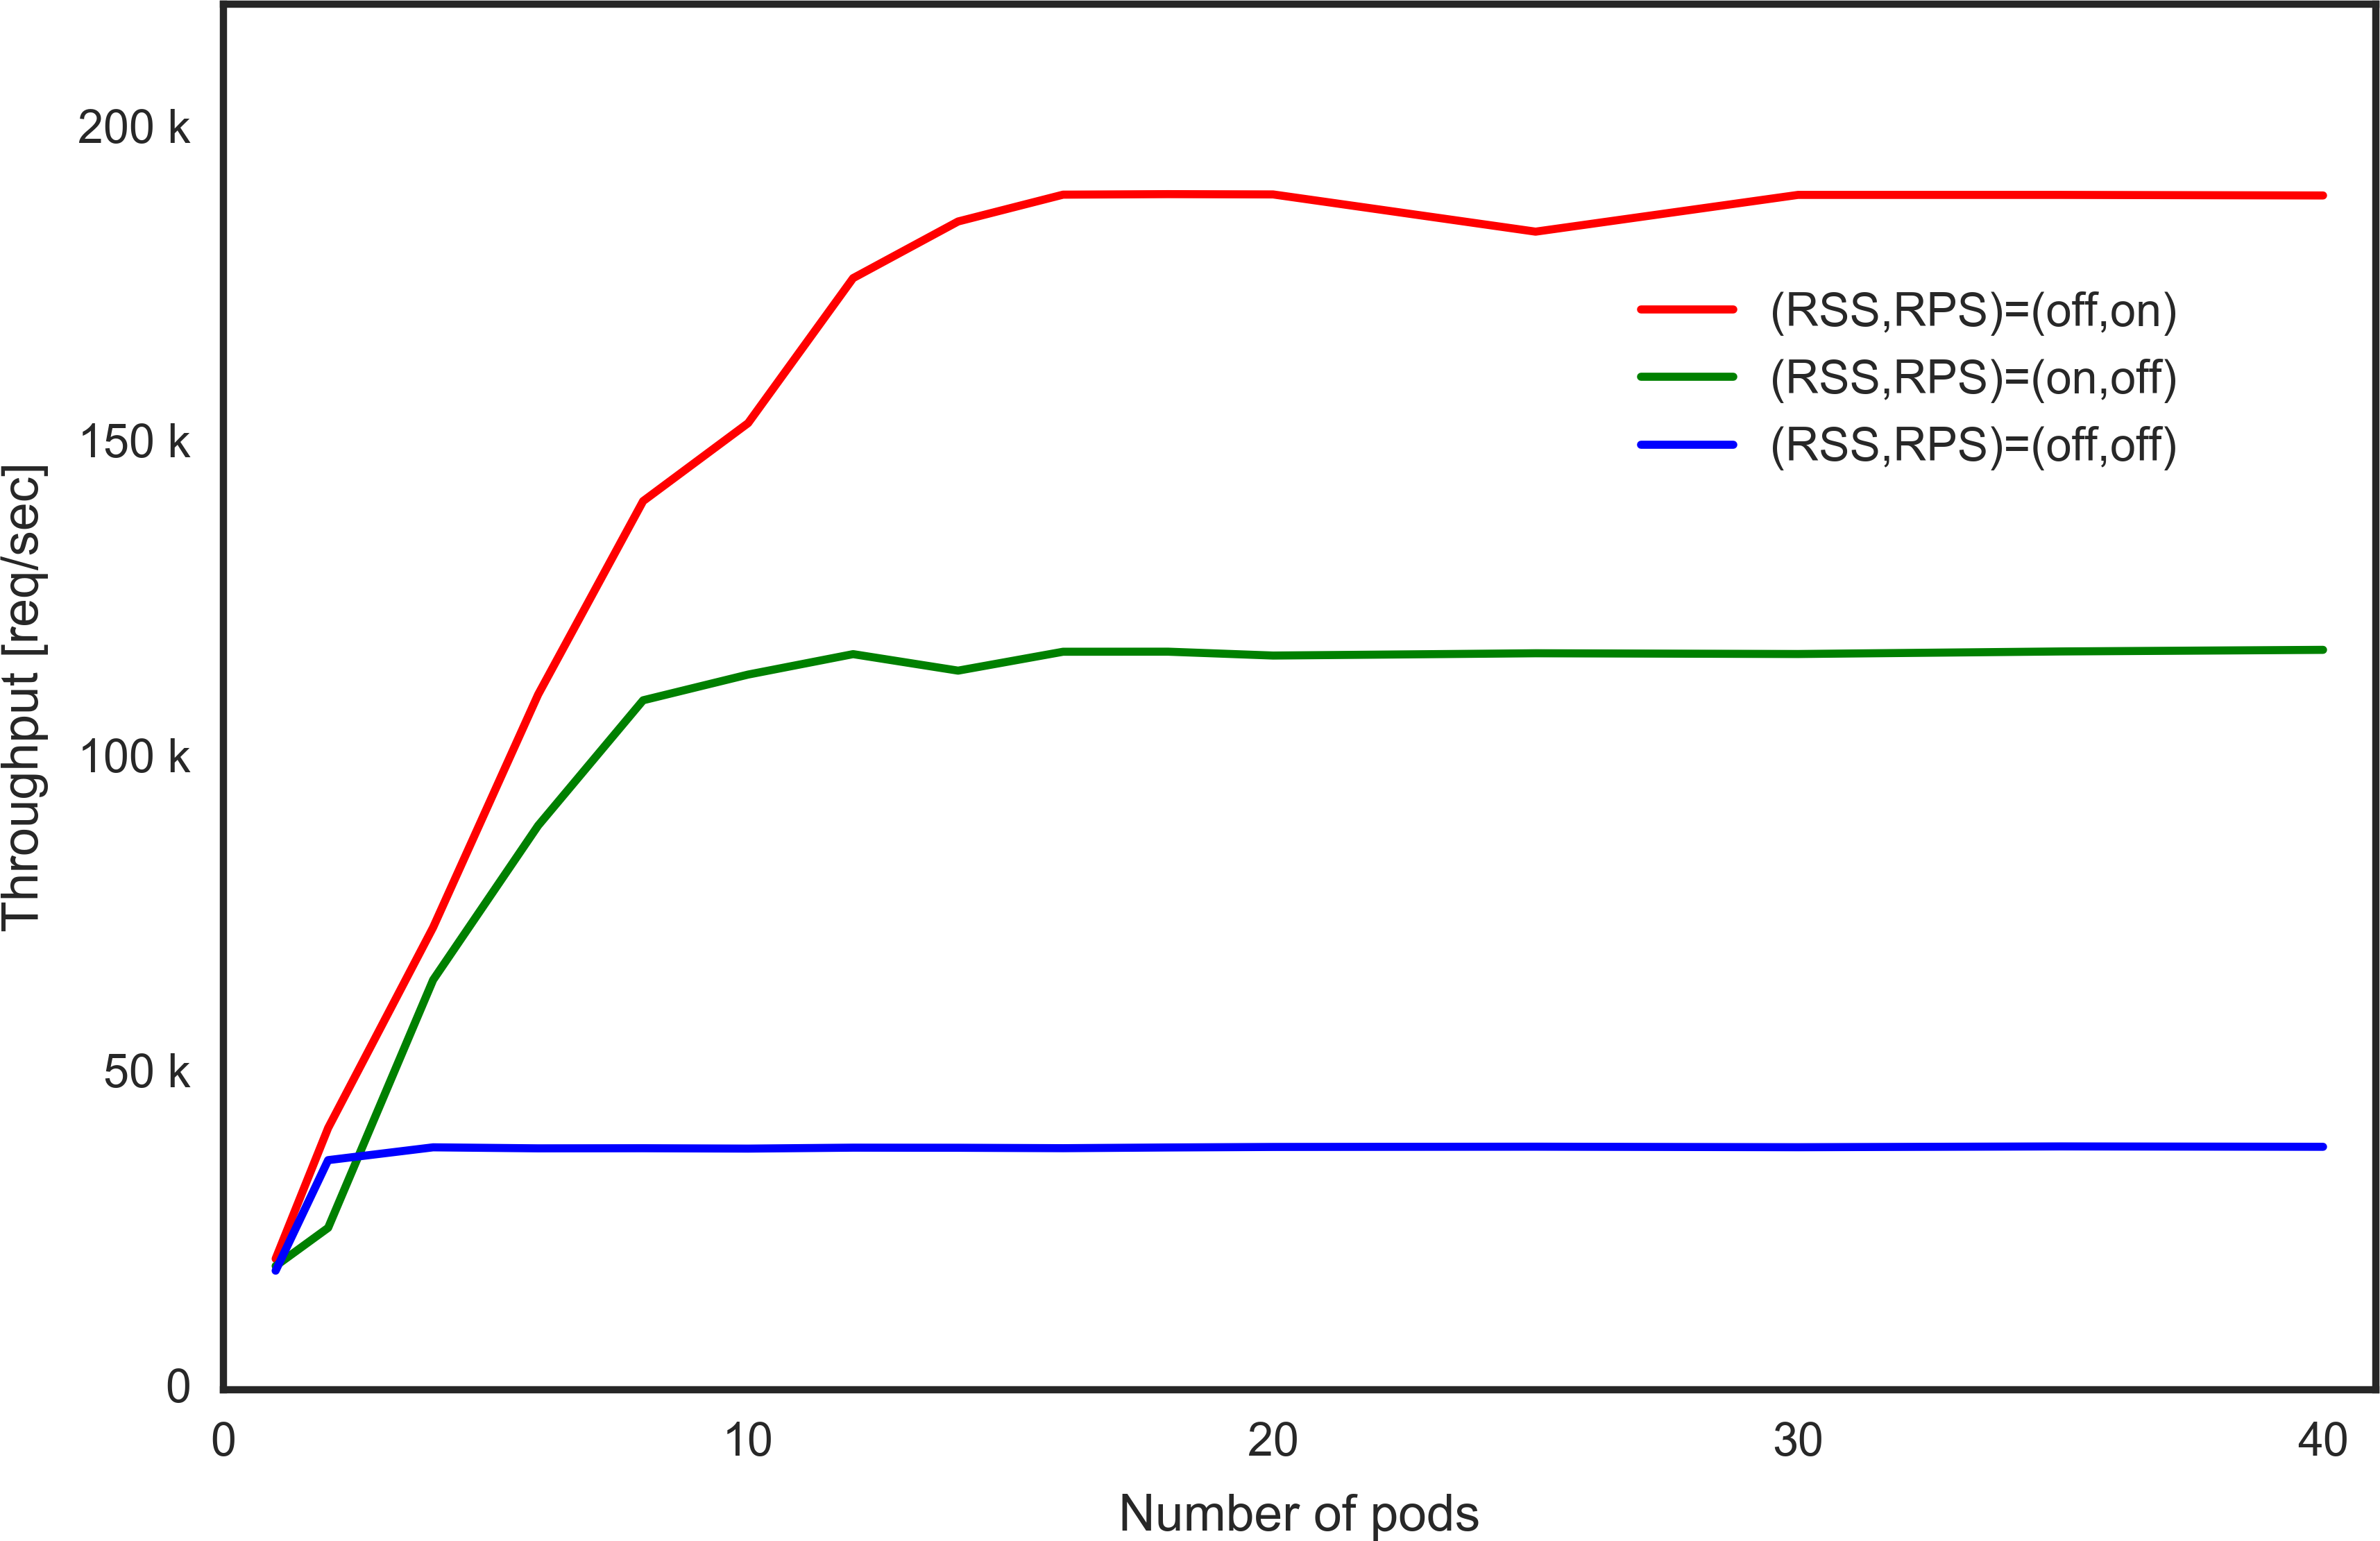 200 k
150 k
100 k
50 k
0
Throughput [req/sec]
(RSS,RPS)=(off,on)
(RSS,RPS)=(on,off)
(RSS,RPS)=(off,off)
0 10 20 30 40
Number of pods